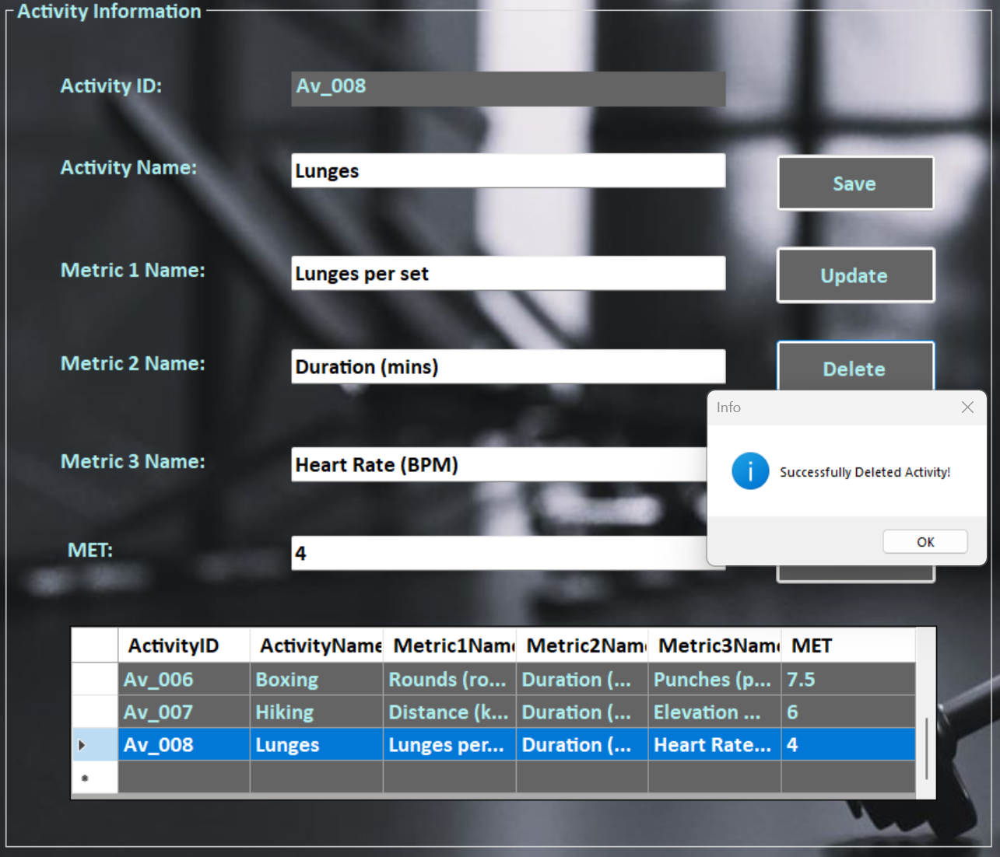 Activity Information
Activity ID: Av_008
Activity Name: Lunges
Save
Metric 1 Name: Lunges per set
Update
Metric 2 Name: Duration (mins)
Delete
Info
Metric 3 Name: Heart Rate (BPM)
Successfully Deleted Activity!
OK
MET: 4
ActivityID ActivityName Metric1Name Metric2Name Metric3Name MET
Av_006 Boxing Rounds (ro... Duration (... Punches (p... 7.5
Av_007 Hiking Distance (k... Duration (... Elevation ... 6
Av_008 Lunges Lunges per... Duration (... Heart Rate... 4